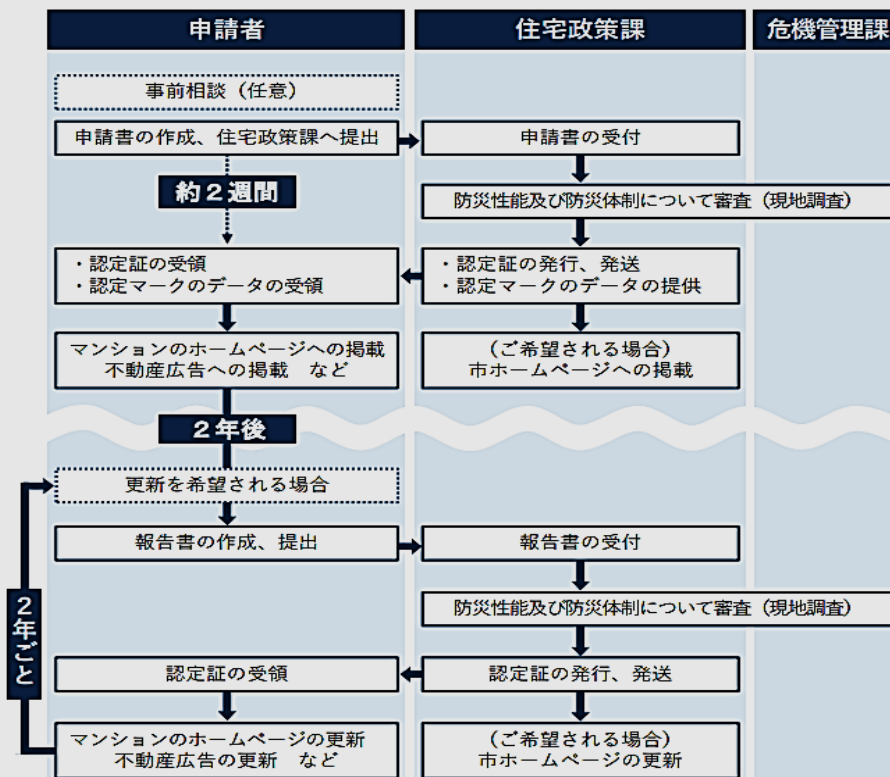 申請者
住宅政策課
危機管理課
事前相談（任意）
申請書の作成、住宅政策課へ提出
申請書の受付
約２週間
防災性能及び防災体制について審査（現地調査）
・認定証の受領
・認定マークのデータの受領
・認定証の発行、発送
・認定マークのデータの提供
マンションのホームページへの掲載
不動産広告への掲載　など
（ご希望される場合）
市ホームページへの掲載
２年後
更新を希望される場合
報告書の作成、提出
報告書の受付
２年ごと
防災性能及び防災体制について審査（現地調査）
認定証の受領
認定証の発行、発送
マンションのホームページの更新
不動産広告の更新　など
（ご希望される場合）
市ホームページの更新